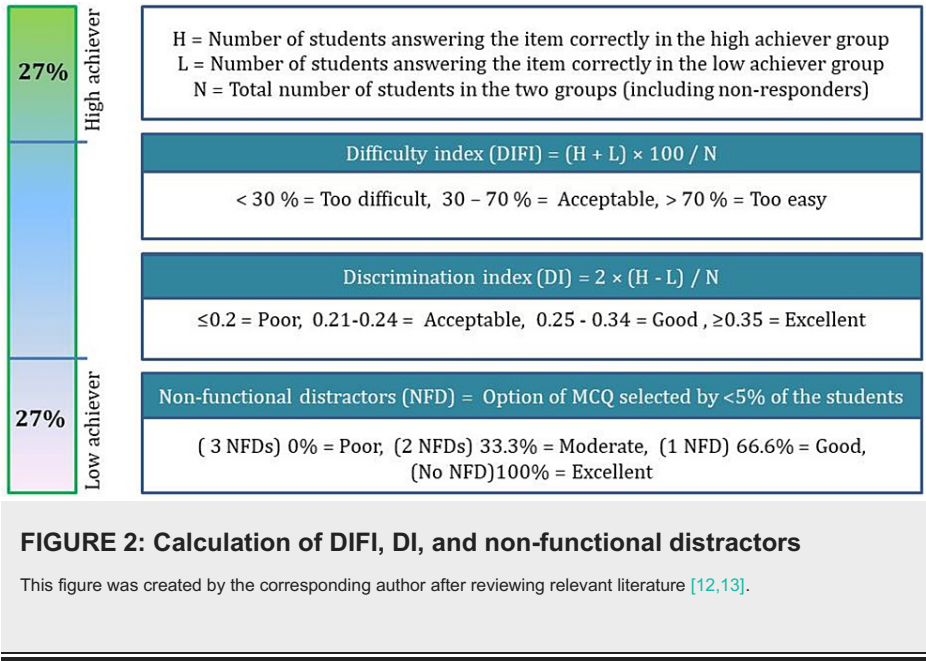 27%
High achiever
H = Number of students answering the item correctly in the high achiever group
L = Number of students answering the item correctly in the low achiever group
N = Total number of students in the two groups (including non-responders)
Difficulty index (DIFI) = (H + L) × 100 / N
< 30 % = Too difficult, 30 – 70 % = Acceptable, > 70 % = Too easy
Discrimination index (DI) = 2 × (H - L) / N
≤0.2 = Poor, 0.21-0.24 = Acceptable, 0.25 - 0.34 = Good , ≥0.35 = Excellent
27%
Low achiever
Non-functional distractors (NFD) = Option of MCQ selected by <5% of the students
( 3 NFDs) 0% = Poor, (2 NFDs) 33.3% = Moderate, (1 NFD) 66.6% = Good,
(No NFD)100% = Excellent
FIGURE 2: Calculation of DIFI, DI, and non-functional distractors
This figure was created by the corresponding author after reviewing relevant literature [12,13].